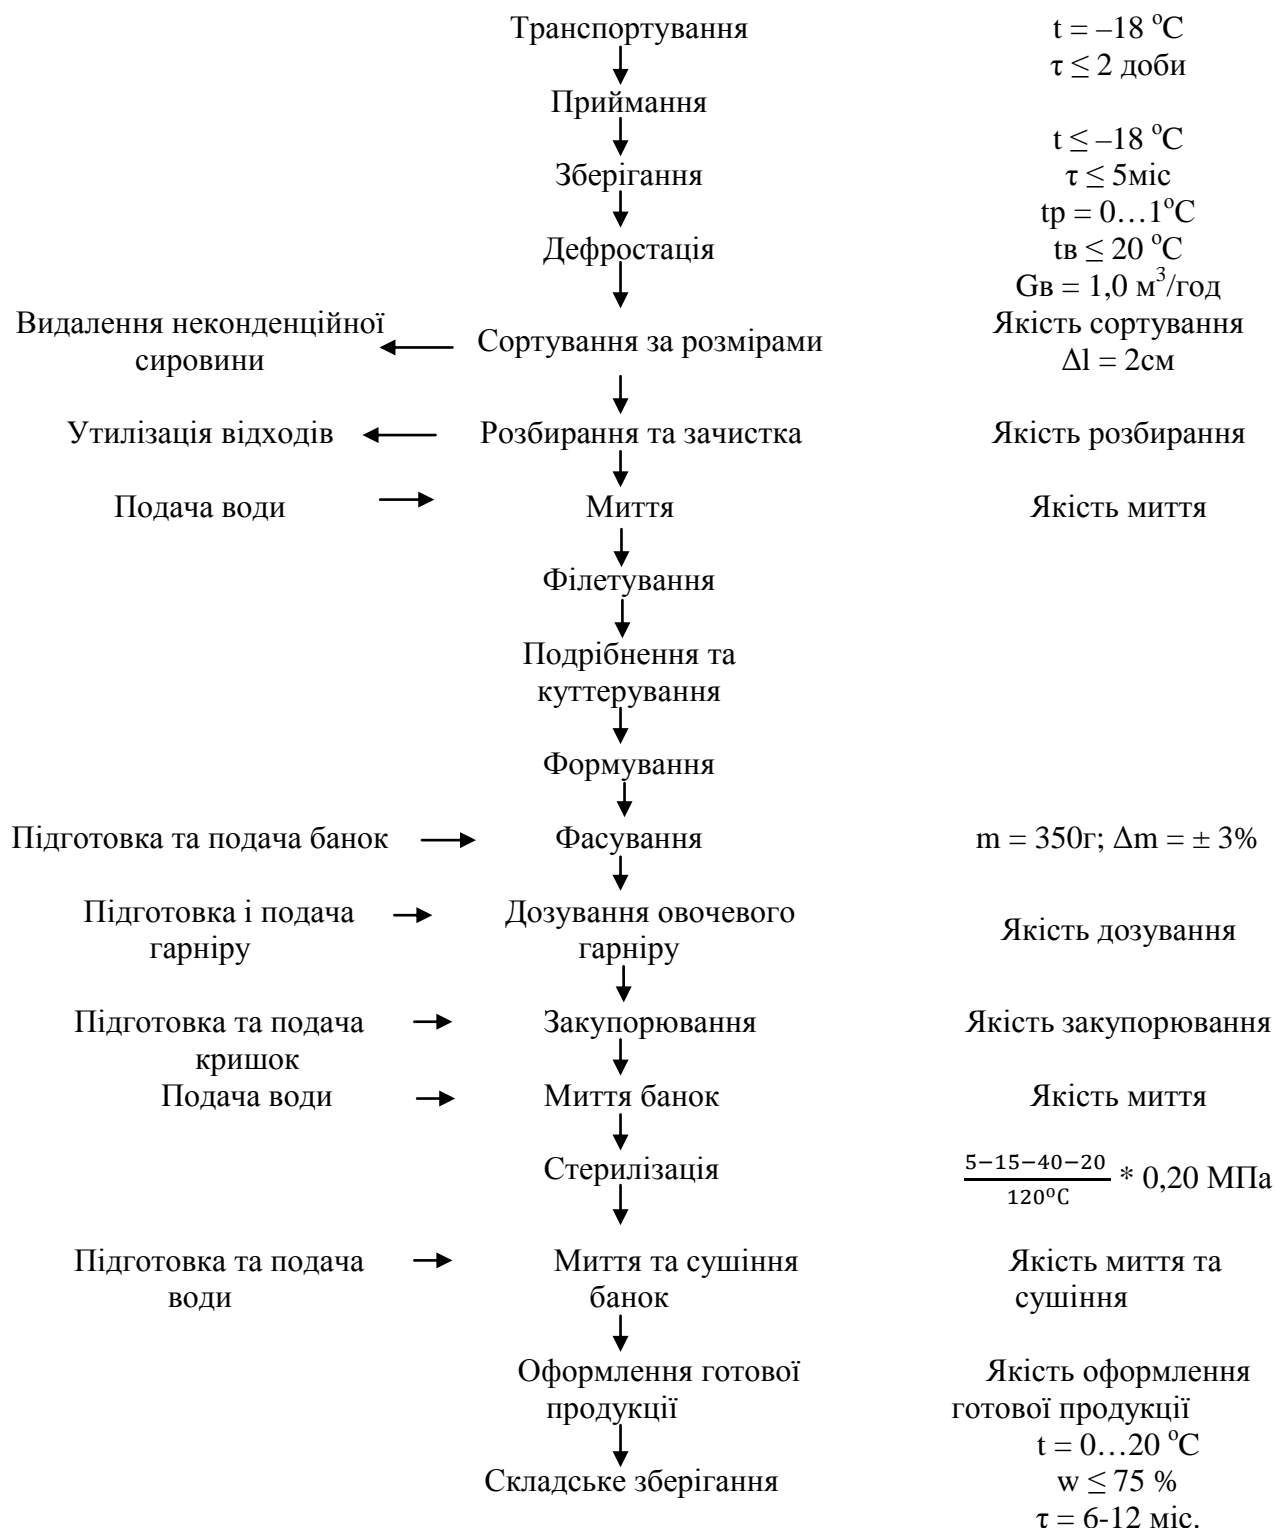 Транспортування
t = –18 °C
τ ≤ 2 доби
Приймання
t ≤ –18 °C
Зберігання
τ ≤ 5міс
tр = 0…1°C
Дефростація
tв ≤ 20 °C
Gв = 1,0 м³/год
Видалення неконденційної
сировини
Сортування за розмірами
Якість сортування
Δl = 2см
Утилізація відходів
Розбирання та зачистка
Якість розбирання
Подача води
Миття
Якість миття
Філетування
Подрібнення та
куттерування
Формування
Підготовка та подача банок
Фасування
m = 350г; Δm = ± 3%
Підготовка і подача
гарніру
Дозування овочевого
гарніру
Якість дозування
Підготовка та подача
кришок
Закупорювання
Якість закупорювання
Подача води
Миття банок
Якість миття
Стерилізація
5−15−40−20
120°C
* 0,20 МПа
Підготовка та подача
води
Миття та сушіння
банок
Якість миття та
сушіння
Оформлення готової
продукції
Якість оформлення
готової продукції
t = 0…20 °C
Складське зберігання
w ≤ 75 %
τ = 6-12 міс.